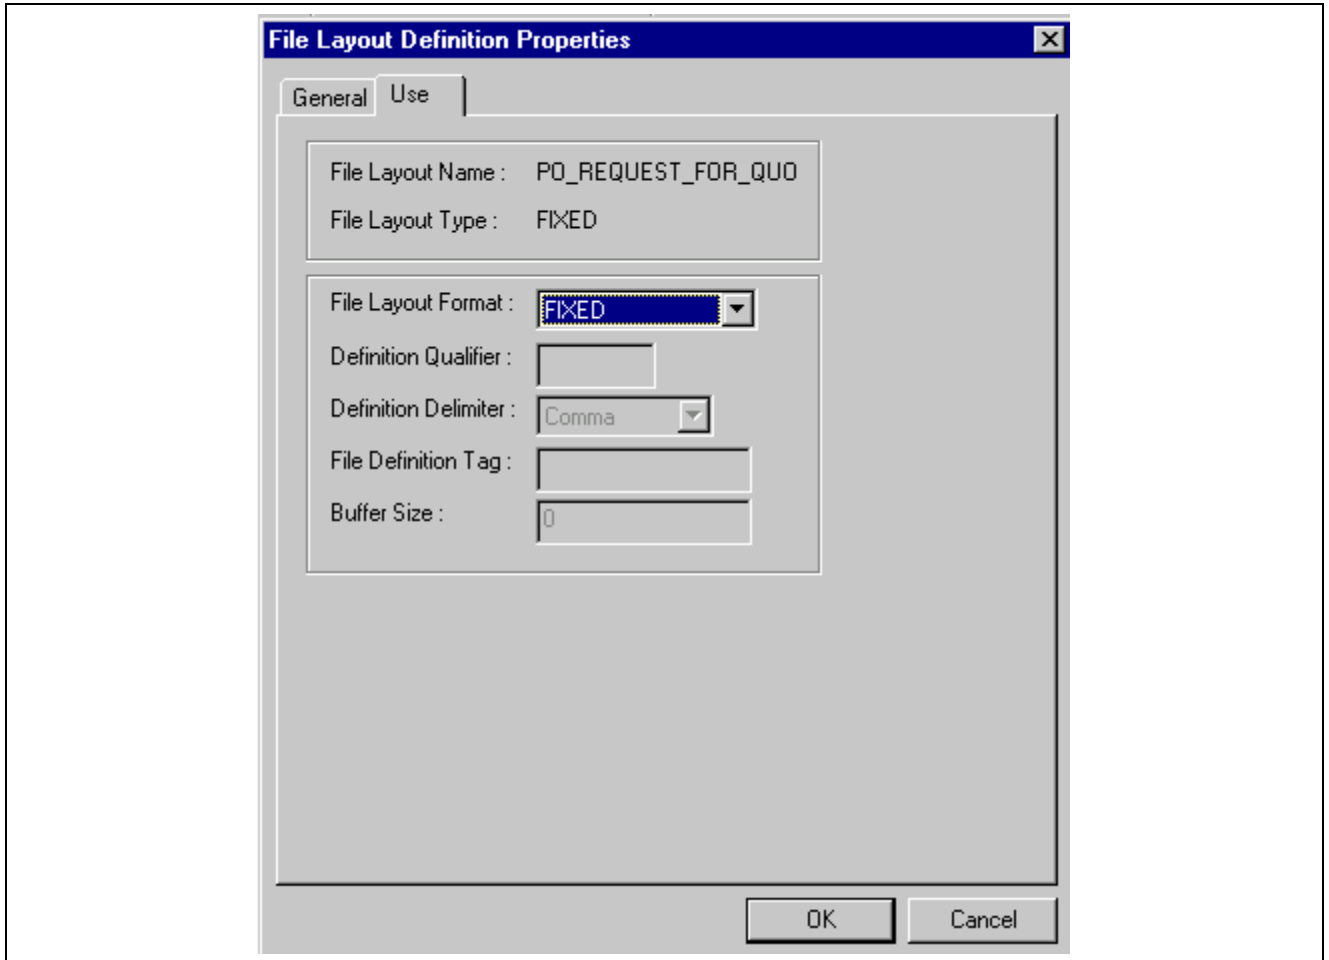 File Layout Definition Properties
General Use
File Layout Name : PO_REQUEST_FOR_QUO
File Layout Type : FIXED
File Layout Format : FIXED
Definition Qualifier :
Definition Delimiter : Comma
File Definition Tag :
Buffer Size : 0
OK Cancel